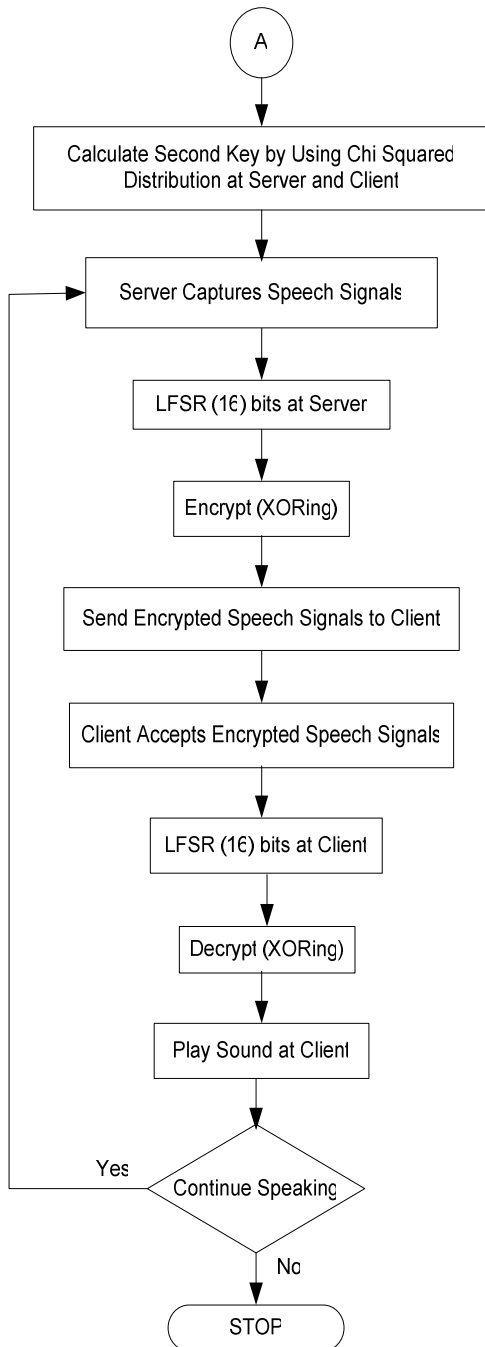 A
Calculate Second Key by Using Chi Squared
Distribution at Server and Client
Server Captures Speech Signals
LFSR (16) bits at Server
Encrypt (XORing)
Send Encrypted Speech Signals to Client
Client Accepts Encrypted Speech Signals
LFSR (16) bits at Client
Decrypt (XORing)
Play Sound at Client
Yes
Continue Speaking
No
STOP